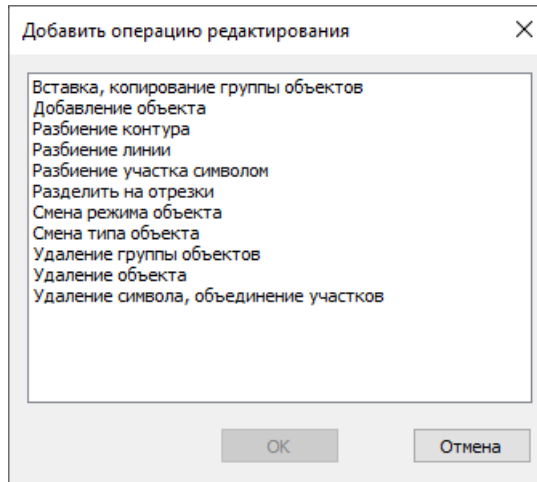 Добавить операцию редактирования
Вставка, копирование группы объектов
Добавление объекта
Разбиение контура
Разбиение линии
Разбиение участка символом
Разделить на отрезки
Смена режима объекта
Смена типа объекта
Удаление группы объектов
Удаление объекта
Удаление символа, объединение участков
OK Отмена